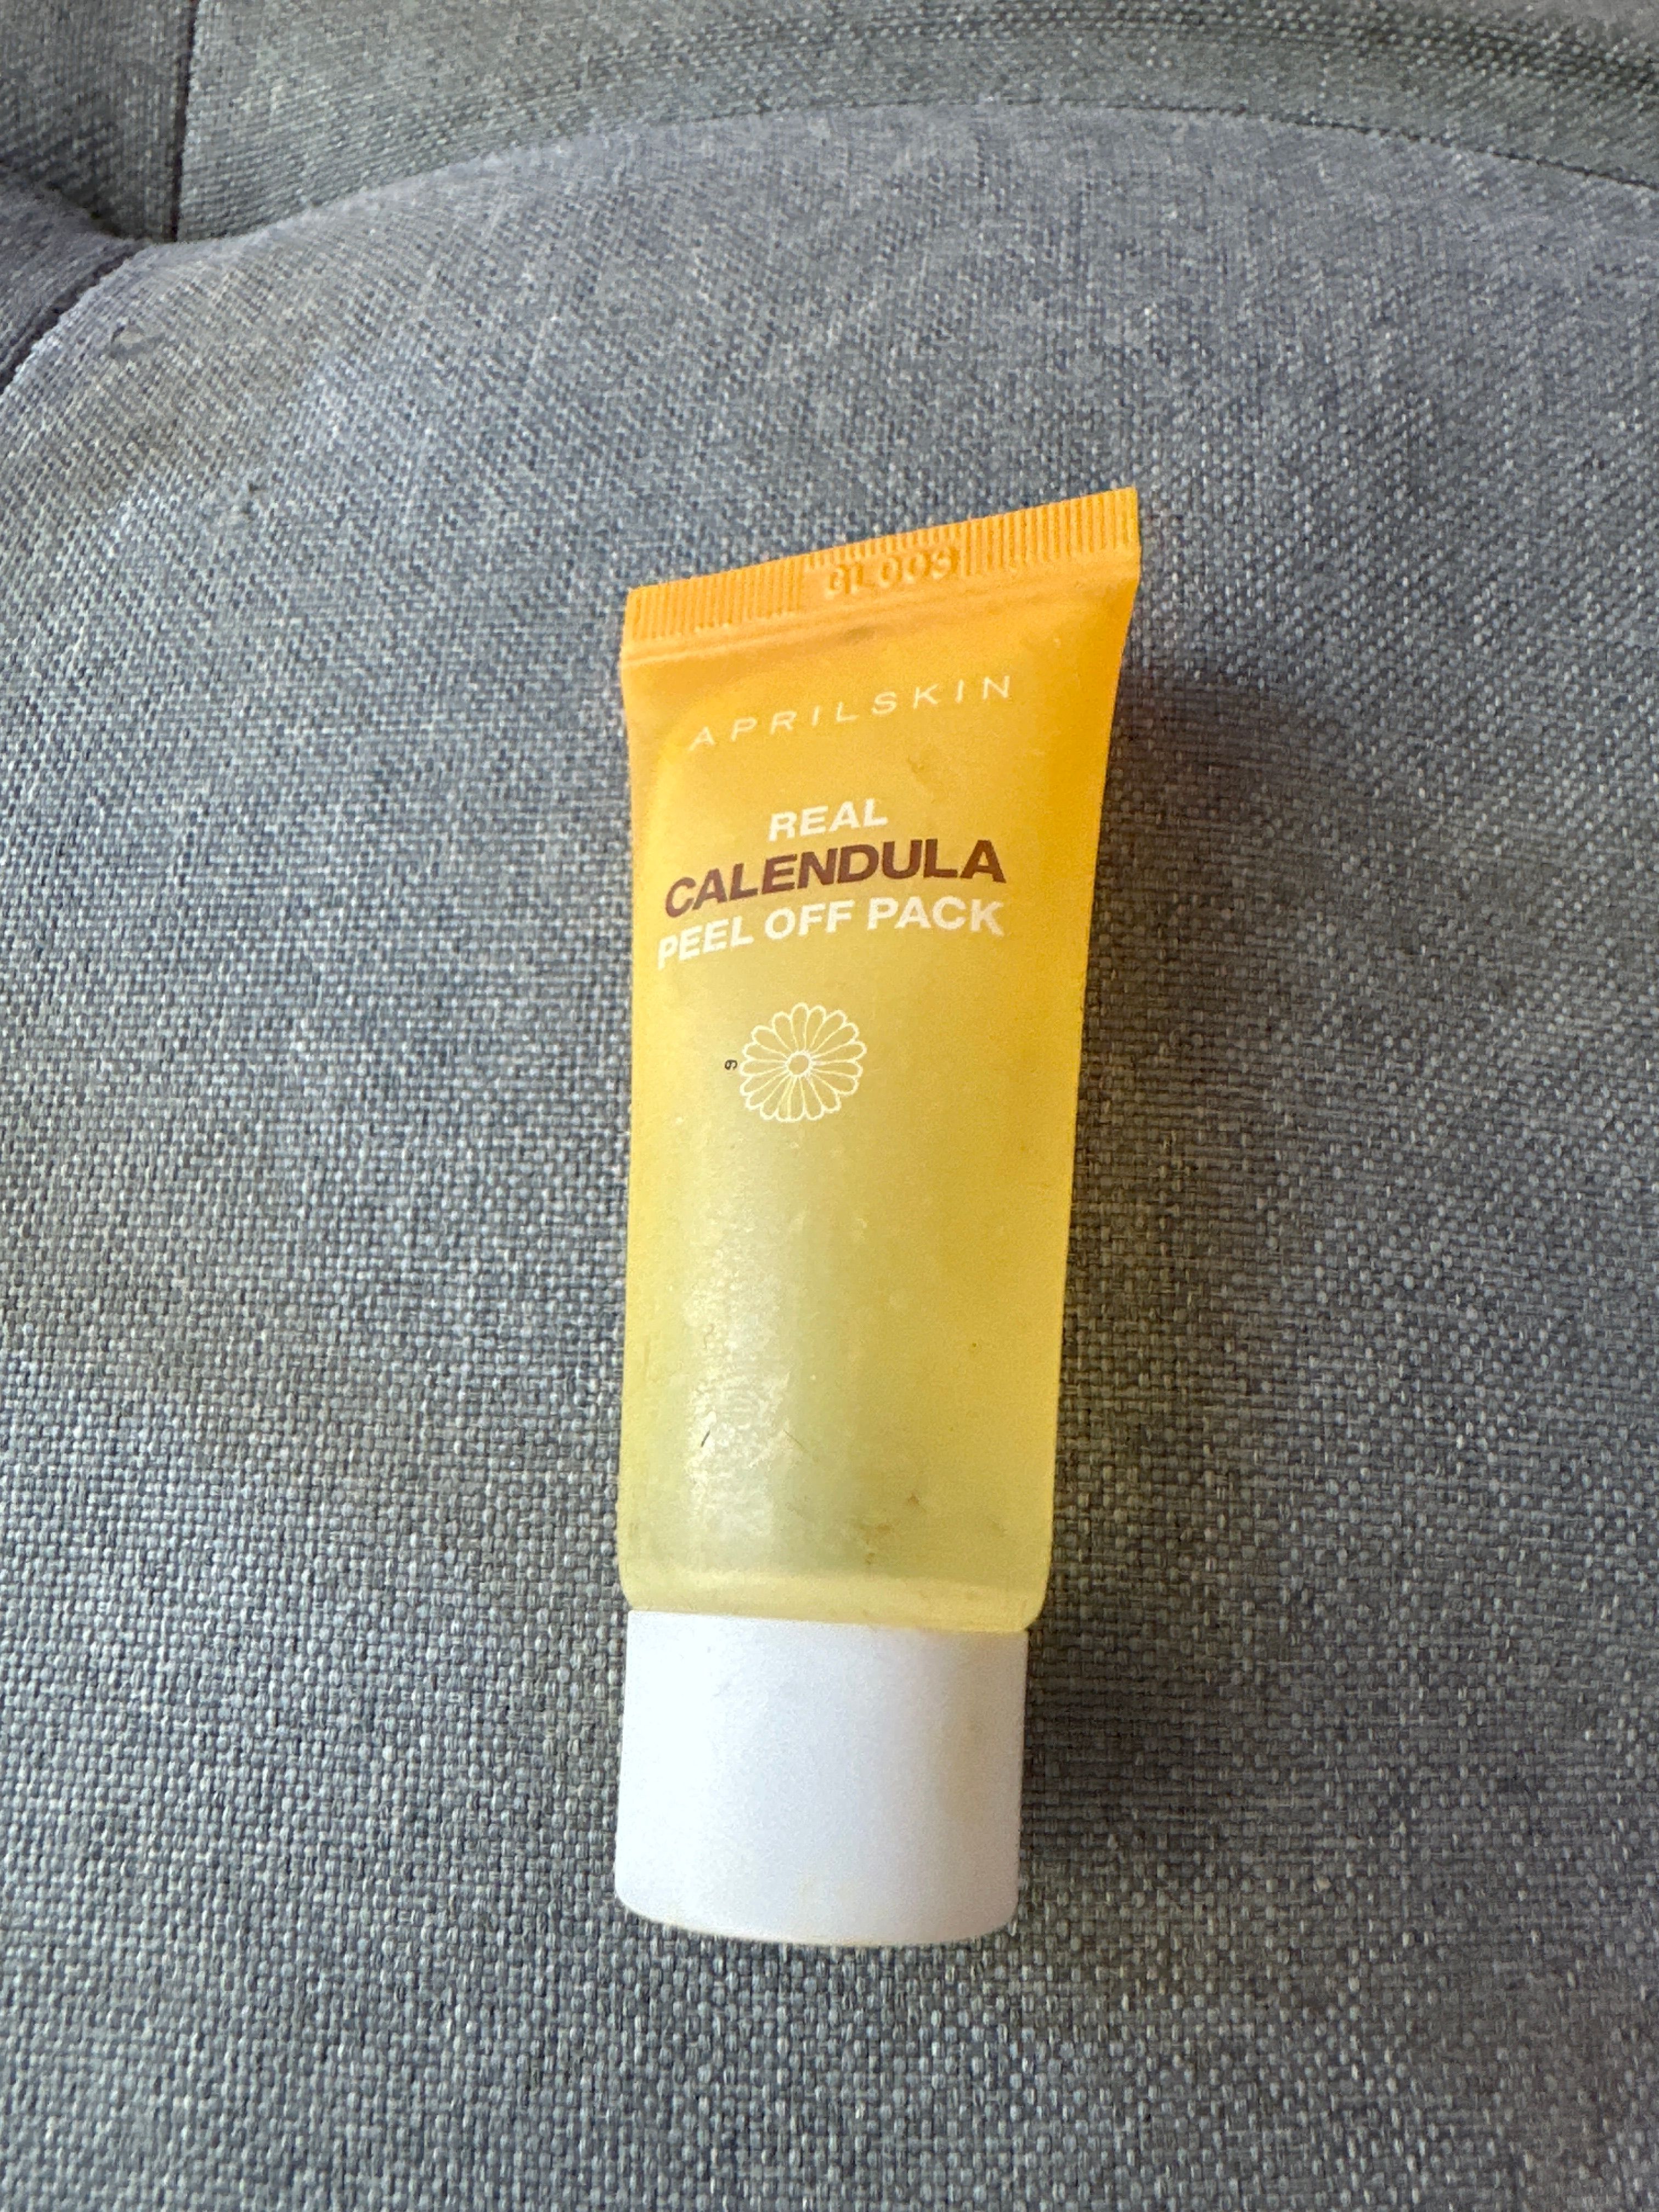 APRILSKIN
REAL
CALENDULA
PEEL OFF PACK